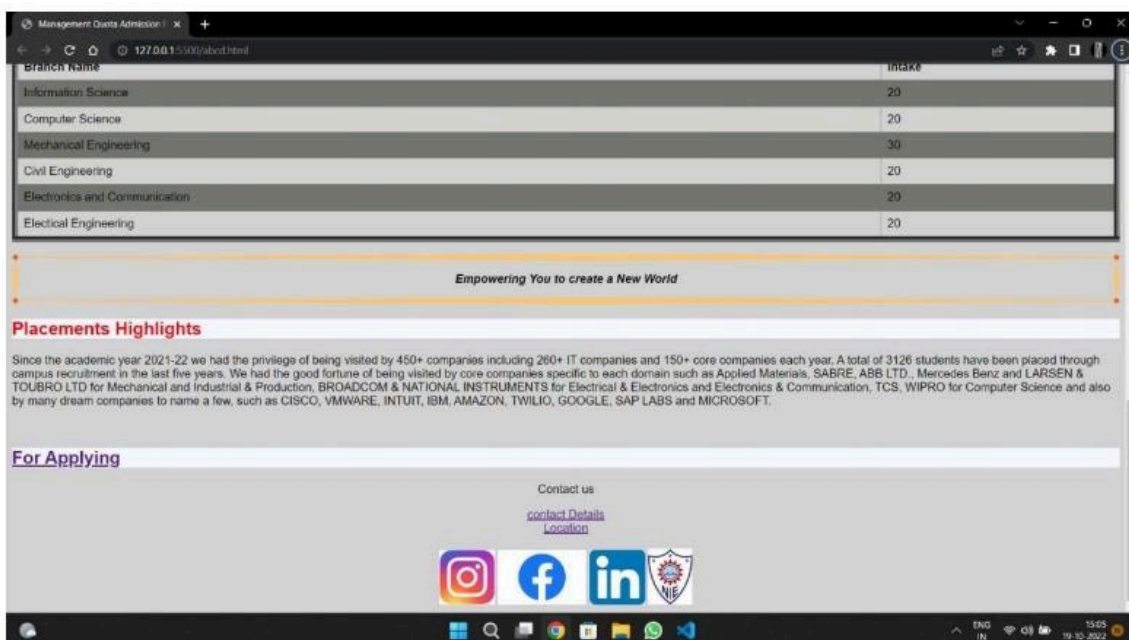 Management Quota Admission
127.0.0.1:5500/abcd.html
Branch Name Intake
Information Science 20
Computer Science 20
Mechanical Engineering 30
Civil Engineering 20
Electronics and Communication 20
Electical Engineering 20
Empowering You to create a New World
Placements Highlights
Since the academic year 2021-22 we had the privilege of being visited by 450+ companies including 260+ IT companies and 150+ core companies each year. A total of 3126 students have been placed through
campus recruitment in the last five years. We had the good fortune of being visited by core companies specific to each domain such as Applied Materials, SABRE, ABB LTD., Mercedes Benz and LARSEN &
TOUBRO LTD for Mechanical and Industrial & Production, BROADCOM & NATIONAL INSTRUMENTS for Electrical & Electronics and Electronics & Communication, TCS, WIPRO for Computer Science and also
by many dream companies to name a few, such as CISCO, VMWARE, INTUIT, IBM, AMAZON, TWILIO, GOOGLE, SAP LABS and MICROSOFT.
For Applying
Contact us
contact Details
Location
in
NIE
ENG 15:05
IN 19-10-2022